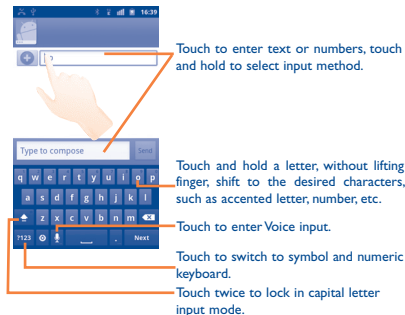 16:39
Touch to enter text or numbers, touch
and hold to select input method.
Type to compose Send
q w e r t y u i o p
a s d f g h j k l
z x c v b n m
?123 . Next
Touch and hold a letter, without lifting
finger, shift to the desired characters,
such as accented letter, number, etc.
Touch to enter Voice input.
Touch to switch to symbol and numeric
keyboard.
Touch twice to lock in capital letter
input mode.